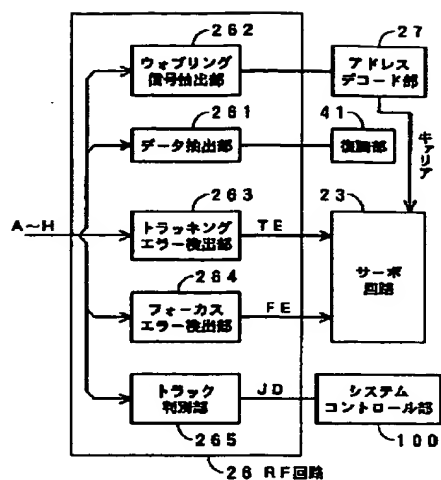 262
ウォブリング
信号抽出部
27
アドレス
デコード部
261
データ抽出部
41
復調部
キャリア
263
A～H
トラッキング
エラー検出部
TE
23
サーボ
回路
264
フォーカス
エラー検出部
FE
トラック
判別部
JD
システム
コントロール部
265
100
26 RF回路